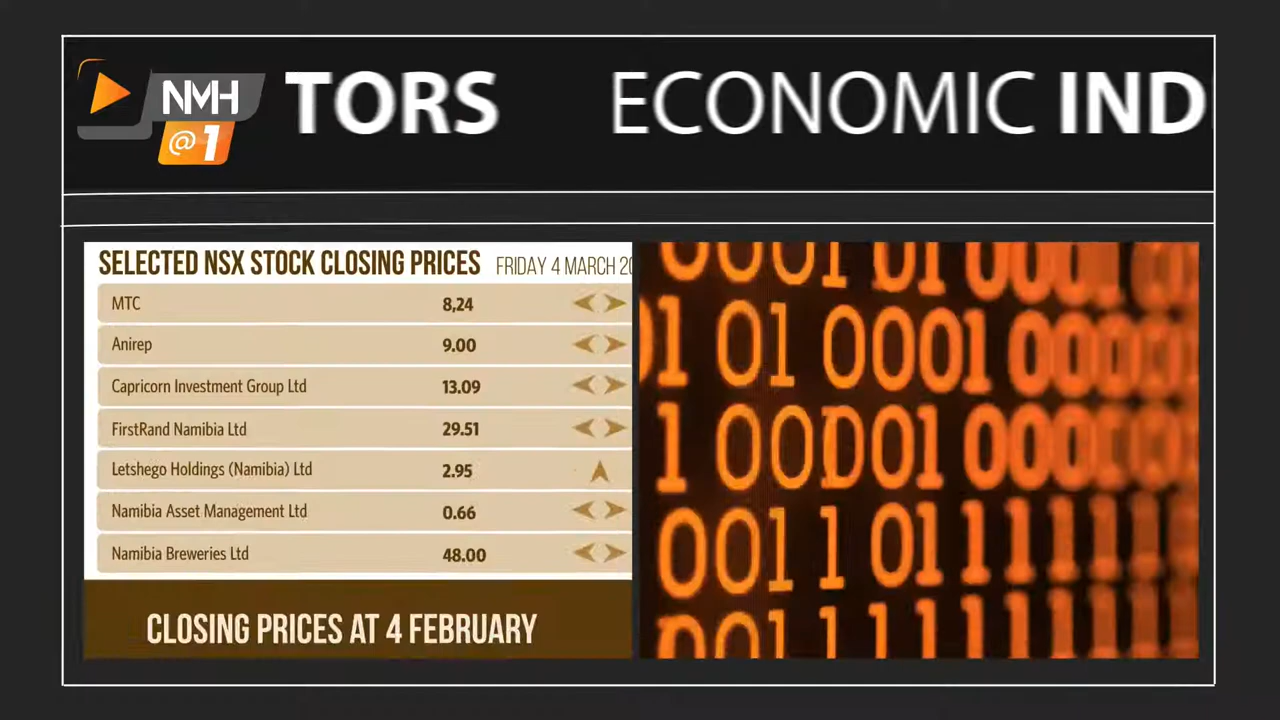 NMH
@1
TORS ECONOMIC IND
SELECTED NSX STOCK CLOSING PRICES FRIDAY 4 MARCH 20
MTC 8,24
Anirep 9.00
Capricorn Investment Group Ltd 13.09
FirstRand Namibia Ltd 29.51
Letshego Holdings (Namibia) Ltd 2.95
Namibia Asset Management Ltd 0.66
Namibia Breweries Ltd 48.00
CLOSING PRICES AT 4 FEBRUARY